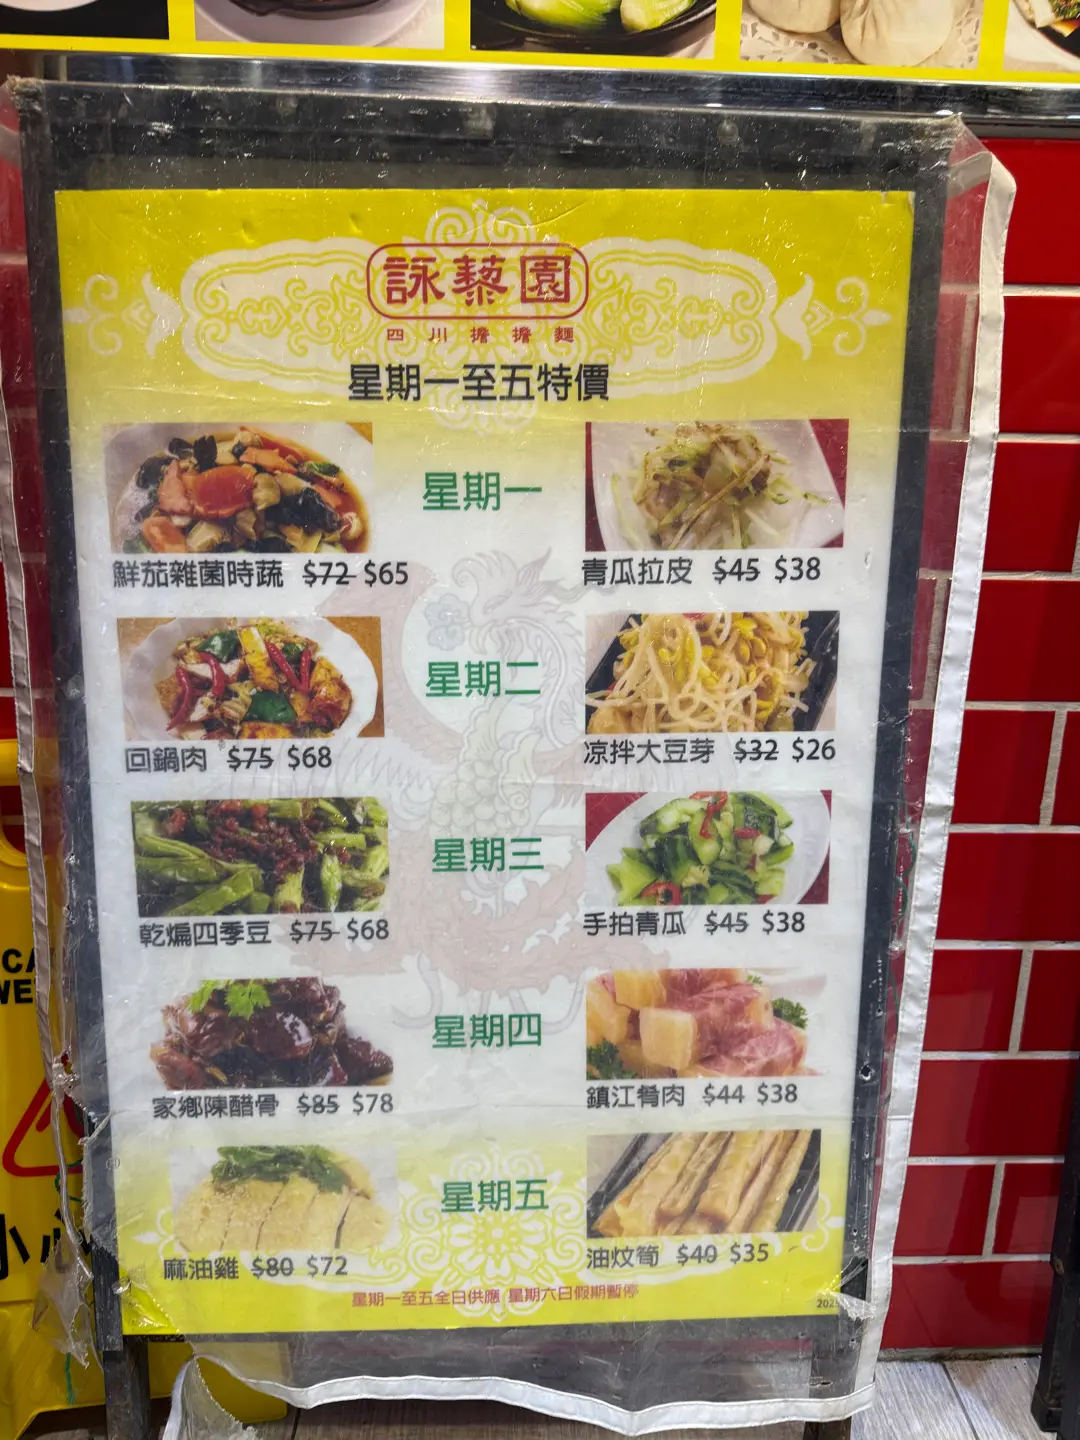 詠藜園
四川擔擔麵
星期一至五特價
星期一
鮮茄雜菌時蔬 $72 $65
青瓜拉皮 $45 $38
星期二
回鍋肉 $75 $68
凉拌大豆芽 $32 $26
星期三
乾煸四季豆 $75 $68
手拍青瓜 $45 $38
星期四
家鄉陳醋骨 $85 $78
鎮江肴肉 $44 $38
星期五
麻油雞 $80 $72
油炆筍 $40 $35
星期一至五全日供應 星期六日假期暫停
小心